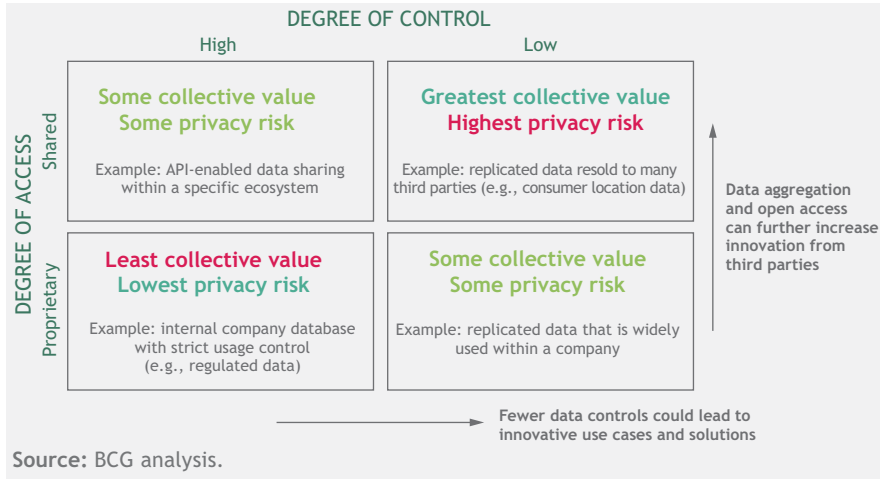 DEGREE OF CONTROL
High
Low
DEGREE OF ACCESS
Shared
Some collective value
Some privacy risk
Example: API-enabled data sharing
within a specific ecosystem
Greatest collective value
Highest privacy risk
Example: replicated data resold to many
third parties (e.g., consumer location data)
Data aggregation
and open access
can further increase
innovation from
third parties
Proprietary
Least collective value
Lowest privacy risk
Example: internal company database
with strict usage control
(e.g., regulated data)
Some collective value
Some privacy risk
Example: replicated data that is widely
used within a company
Fewer data controls could lead to
innovative use cases and solutions
Source: BCG analysis.